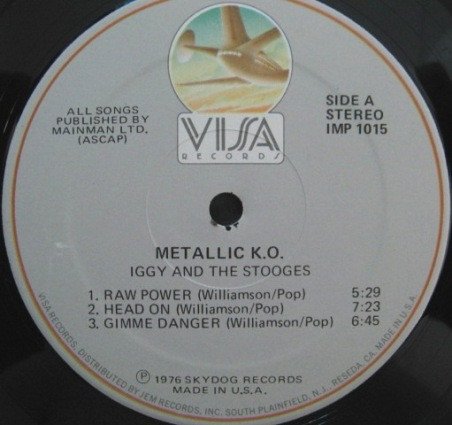 ALL SONGS
PUBLISHED BY
MAINMAN LTD.
(ASCAP)
VISA
RECORDS
SIDE A
STEREO
IMP 1015
METALLIC K.O.
IGGY AND THE STOOGES
1. RAW POWER (Williamson/Pop) 5:29
2. HEAD ON (Williamson/Pop) 7:23
3. GIMME DANGER (Williamson/Pop) 6:45
℗ 1976 SKYDOG RECORDS
MADE IN U.S.A.
VISA RECORDS, DISTRIBUTED BY JEM RECORDS, INC. SOUTH PLAINFIELD, N.J., RESEDA, CA. MADE IN U.S.A.